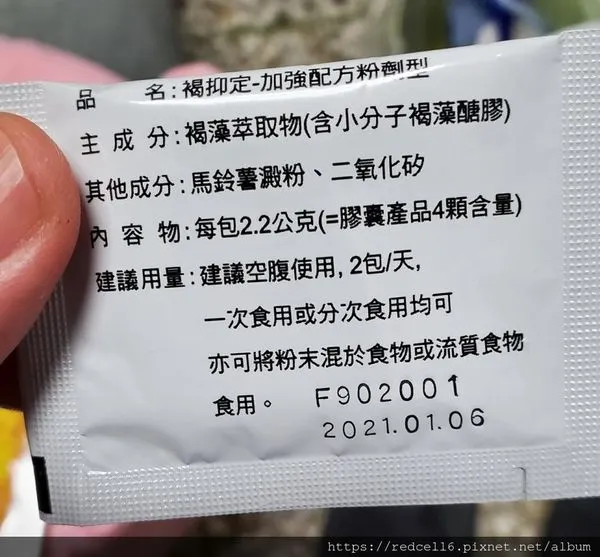 品 名:褐抑定-加強配方粉劑型
主 成 分:褐藻萃取物(含小分子褐藻醣膠)
其他成分:馬鈴薯澱粉、二氧化矽
內 容 物:每包2.2公克(=膠囊產品4顆含量)
建議用量:建議空腹使用, 2包/天,
一次食用或分次食用均可
亦可將粉末混於食物或流質食物
食用。
F902001
2021.01.06
https://redcell6.pixnet.net/album